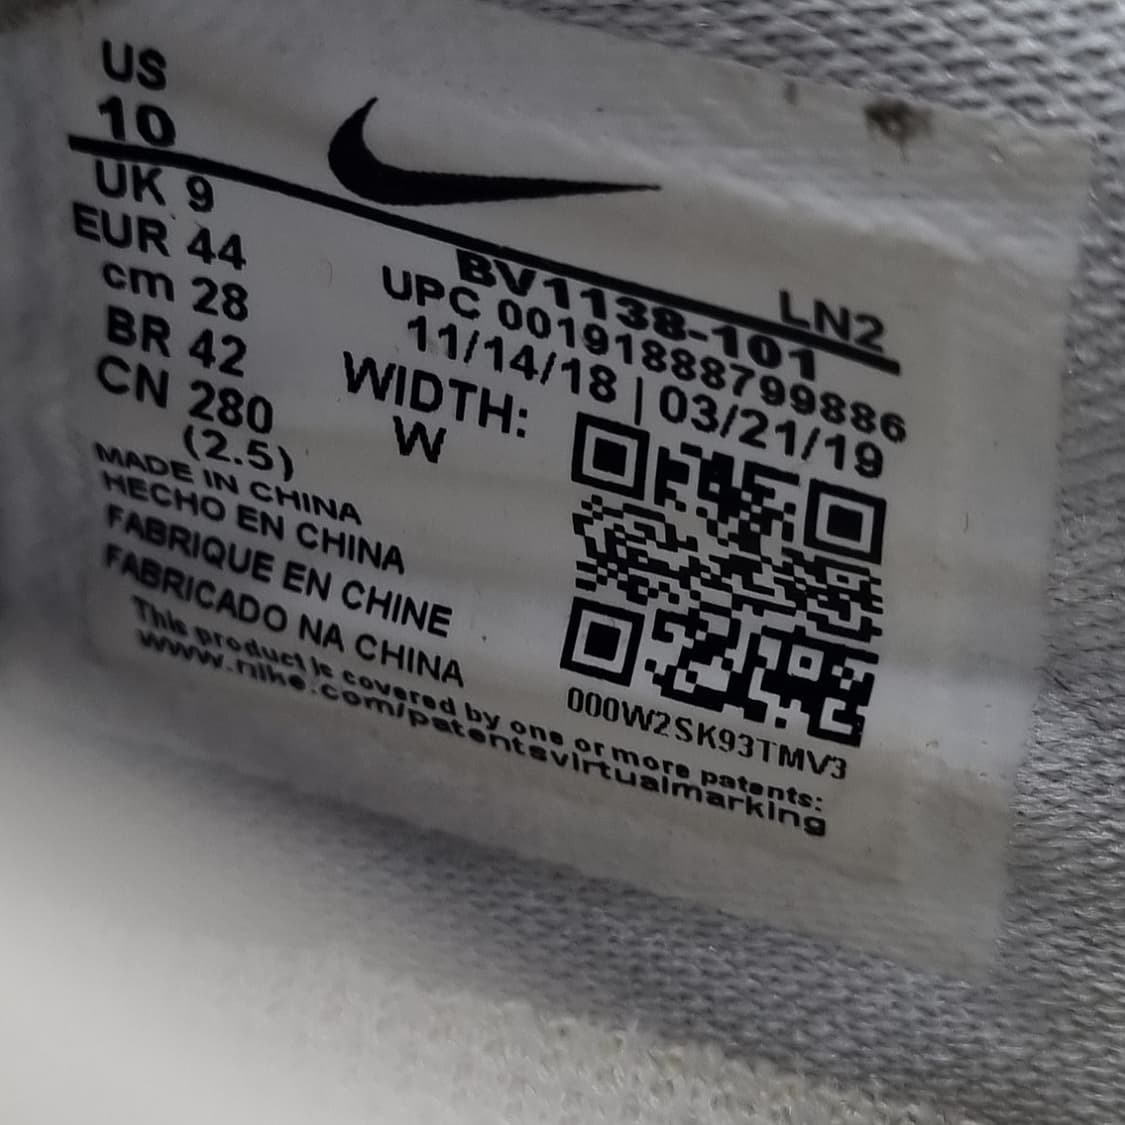 US
10
LN2
UK 9
EUR 44
cm 28
BR 42
CN 280
(2.5)
BV1138-101
UPC 00191888799886
11/14/18 | 03/21/19
WIDTH:
W
MADE IN CHINA
HECHO EN CHINA
FABRIQUE EN CHINE
FABRICADO NA CHINA
000W2SK93TMV3
This product is covered by one or more patents:
www.nike.com/patentsvirtualmarking